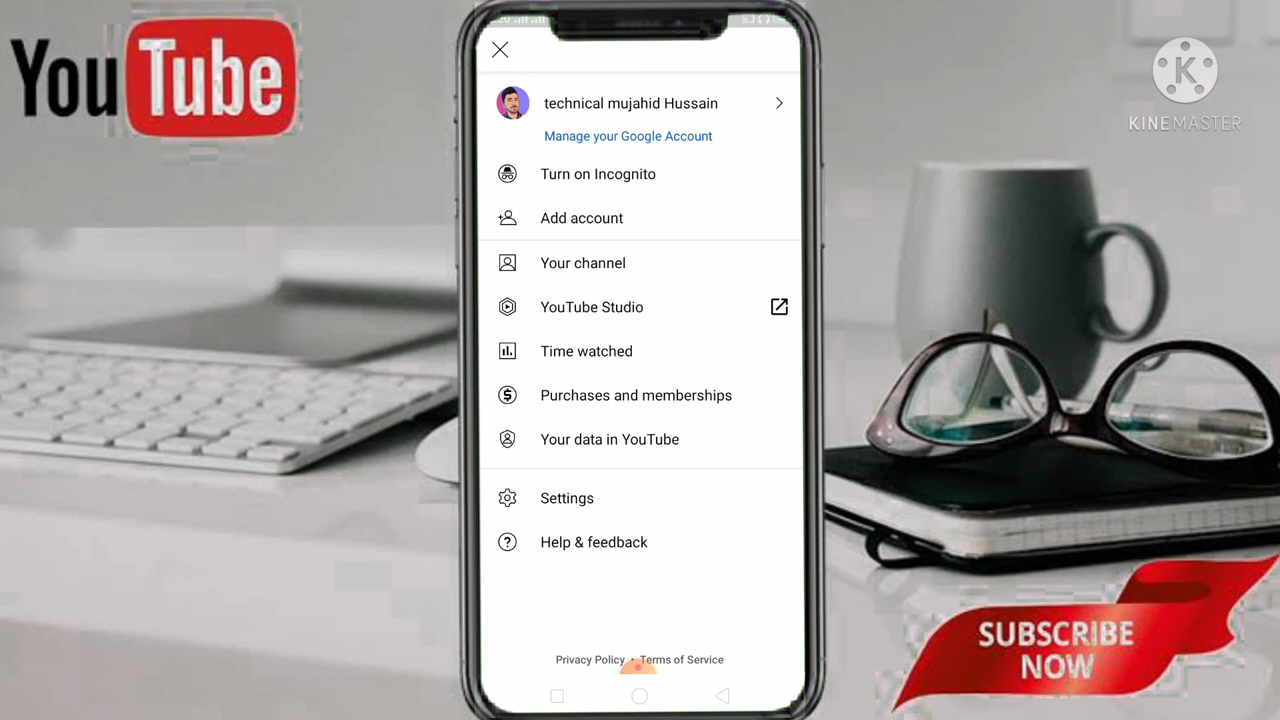 YouTube
KINEMASTER
technical mujahid Hussain
Manage your Google Account
Turn on Incognito
Add account
Your channel
YouTube Studio
Time watched
Purchases and memberships
Your data in YouTube
Settings
Help & feedback
Privacy Policy • Terms of Service
SUBSCRIBE
NOW